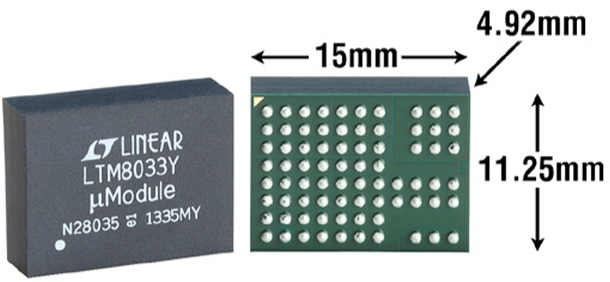 LINEAR
LTM8033Y
µModule
N28035 e1 1335MY
15mm
4.92mm
11.25mm